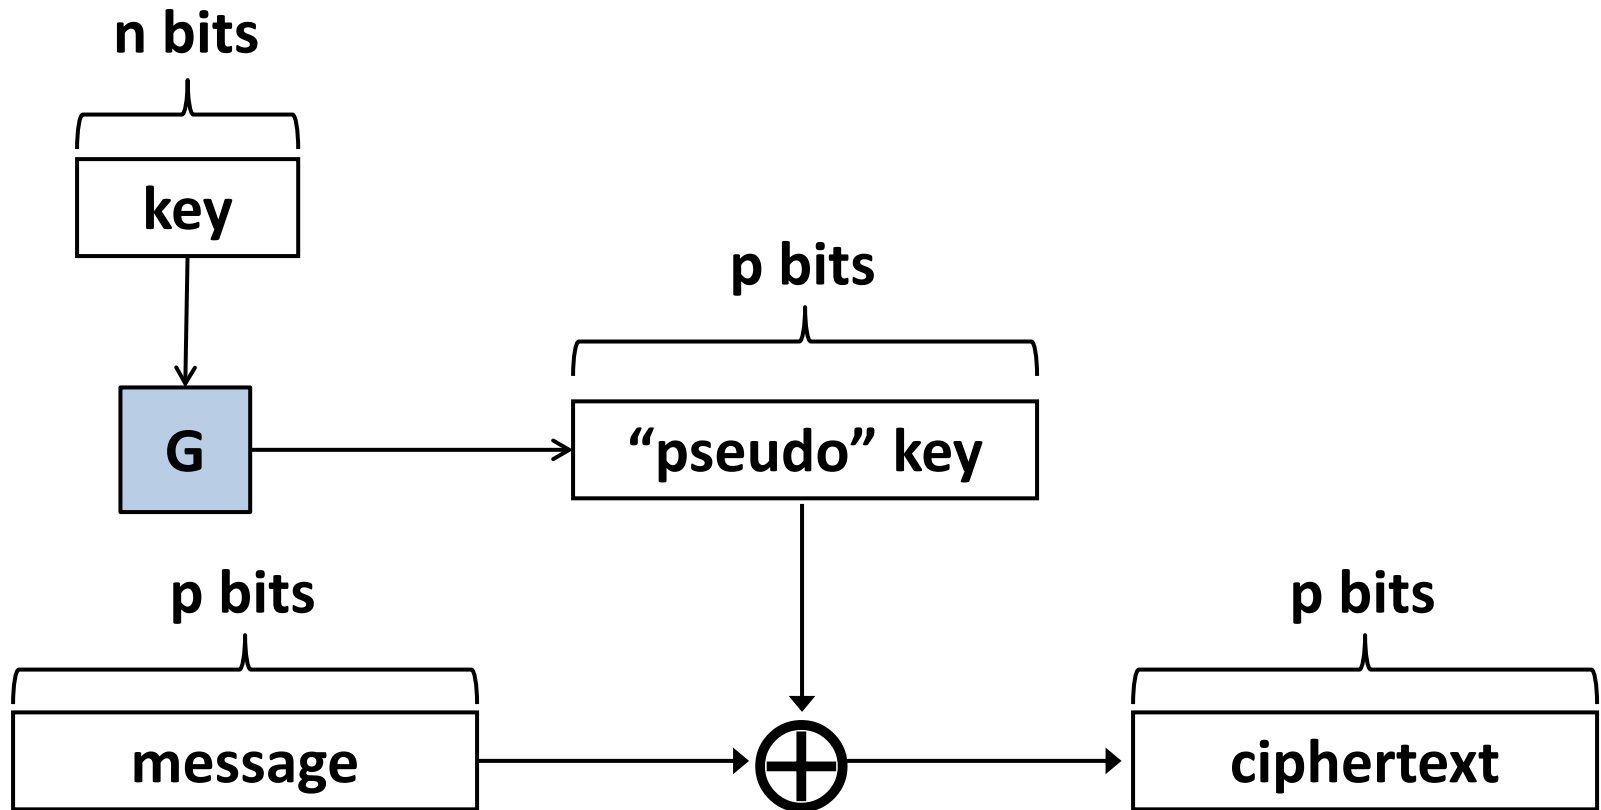 n bits
key
p bits
G
“pseudo” key
p bits
p bits
message
ciphertext